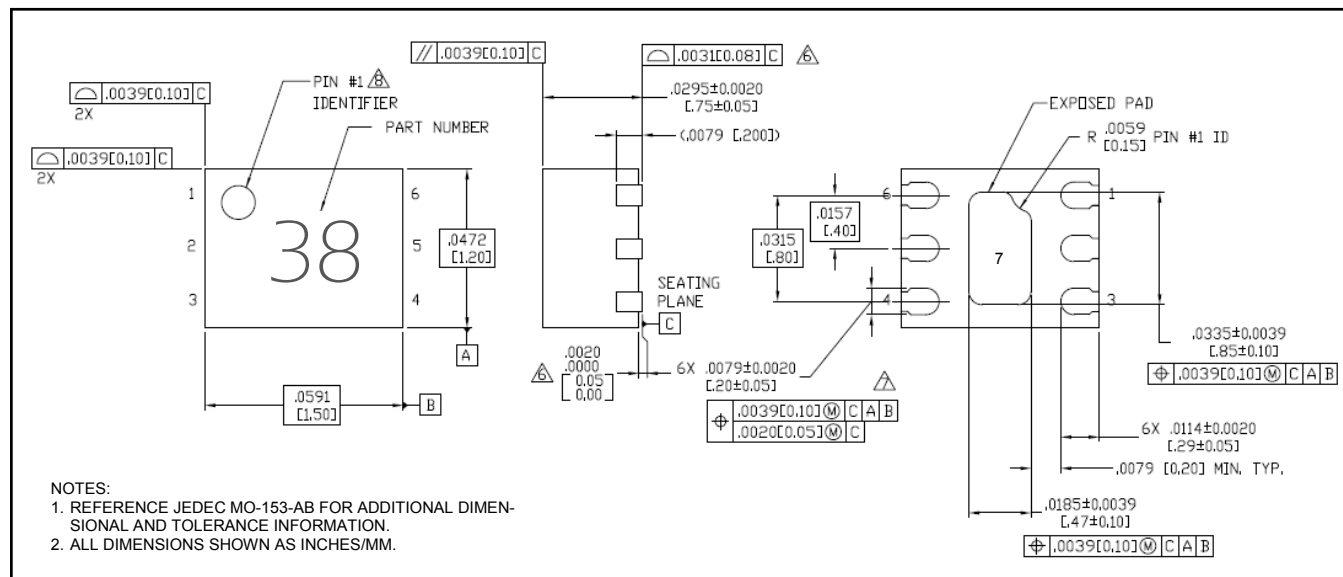 // .0039[0.10] C
⌓ .0031[0.08] C 6
⌓ .0039[0.10] C
2X
PIN #1 8
IDENTIFIER
PART NUMBER
.0295±0.0020
[.75±0.05]
(.0079 [.200])
EXPOSED PAD
R .0059
[0.15] PIN #1 ID
⌓ .0039[0.10] C
2X
1
2
3
38
6
5
4
.0472
[1.20]
A
.0591
[1.50]
B
SEATING
PLANE
C
6
.0020
.0000
[0.05
0.00]
.0315
[.80]
.0157
[.40]
6
4
7
1
3
6X .0079±0.0020
[.20±0.05]
7
⌖ .0039[0.10]Ⓜ C A B
.0020[0.05]Ⓜ C
.0335±0.0039
[.85±0.10]
⌖ .0039[0.10]Ⓜ C A B
6X .0114±0.0020
[.29±0.05]
.0079 [0.20] MIN. TYP.
.0185±0.0039
[.47±0.10]
⌖ .0039[0.10]Ⓜ C A B
NOTES:
1. REFERENCE JEDEC MO-153-AB FOR ADDITIONAL DIMEN-
SIONAL AND TOLERANCE INFORMATION.
2. ALL DIMENSIONS SHOWN AS INCHES/MM.